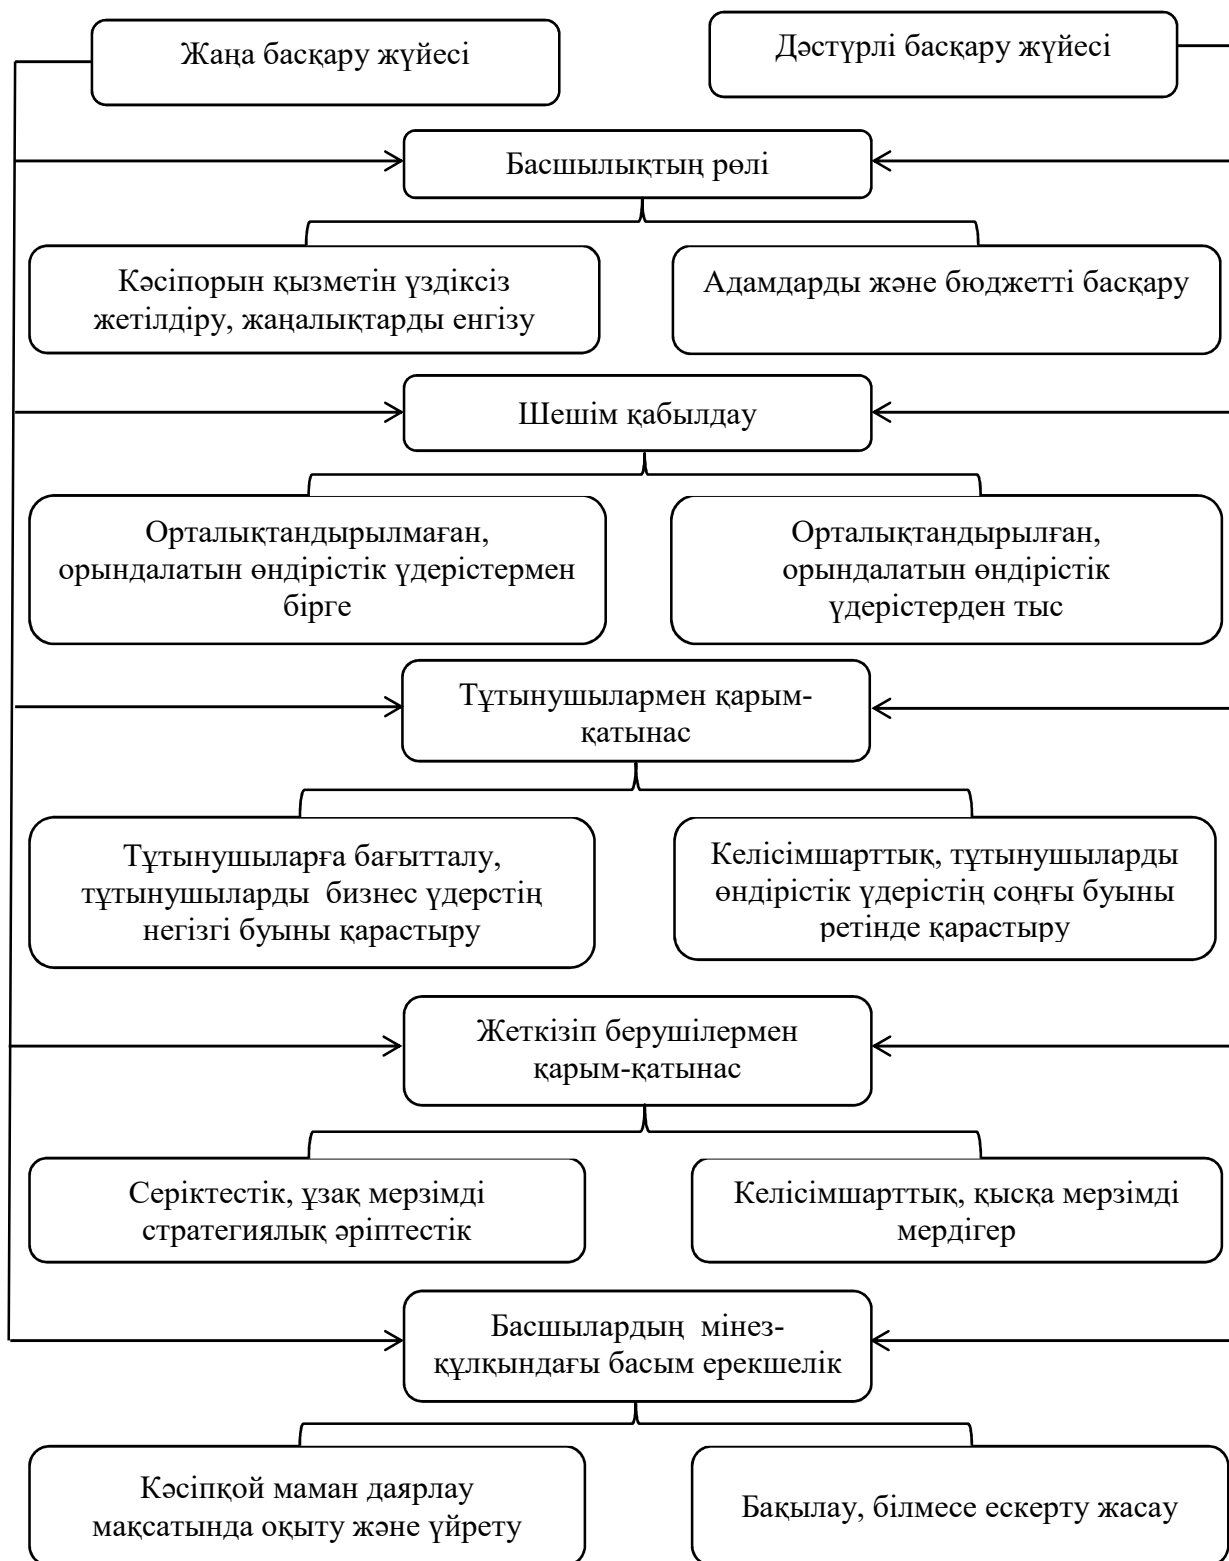 Жаңа басқару жүйесі
Дәстүрлі басқару жүйесі
Басшылықтың рөлі
Кәсіпорын қызметін үздіксіз
жетілдіру, жаңалықтарды енгізу
Адамдарды және бюджетті басқару
Шешім қабылдау
Орталықтандырылмаған,
орындалатын өндірістік үдерістермен
бірге
Орталықтандырылған,
орындалатын өндірістік
үдерістерден тыс
Тұтынушылармен қарым-
қатынас
Тұтынушыларға бағытталу,
тұтынушыларды бизнес үдерстің
негізгі буыны қарастыру
Келісімшарттық, тұтынушыларды
өндірістік үдерістің соңғы буыны
ретінде қарастыру
Жеткізіп берушілермен
қарым-қатынас
Серіктестік, ұзақ мерзімді
стратегиялық әріптестік
Келісімшарттық, қысқа мерзімді
мердігер
Басшылардың мінез-
құлқындағы басым ерекшелік
Кәсіпқой маман даярлау
мақсатында оқыту және үйрету
Бақылау, білмесе ескерту жасау